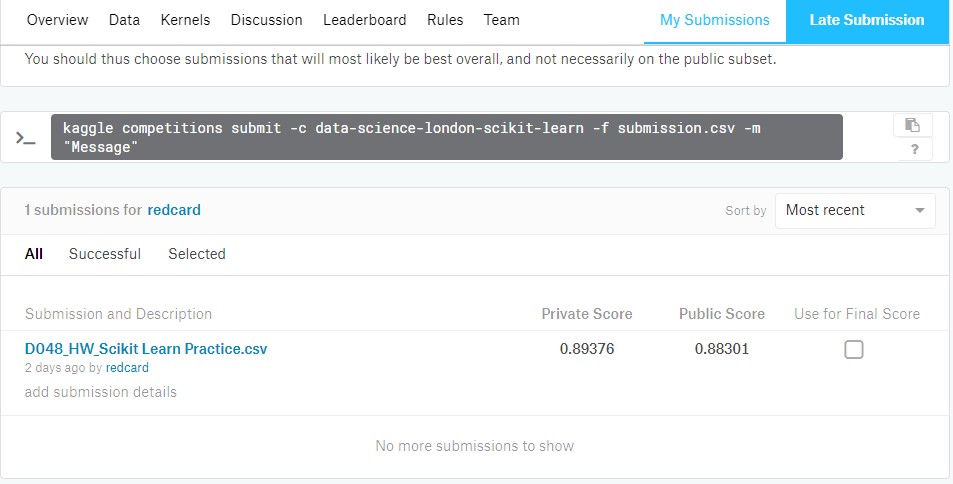 Overview Data Kernels Discussion Leaderboard Rules Team My Submissions Late Submission
You should thus choose submissions that will most likely be best overall, and not necessarily on the public subset.
kaggle competitions submit -c data-science-london-scikit-learn -f submission.csv -m
"Message"
?
1 submissions for redcard Sort by Most recent
All Successful Selected
Submission and Description Private Score Public Score Use for Final Score
D048_HW_Scikit Learn Practice.csv 0.89376 0.88301
2 days ago by redcard
add submission details
No more submissions to show